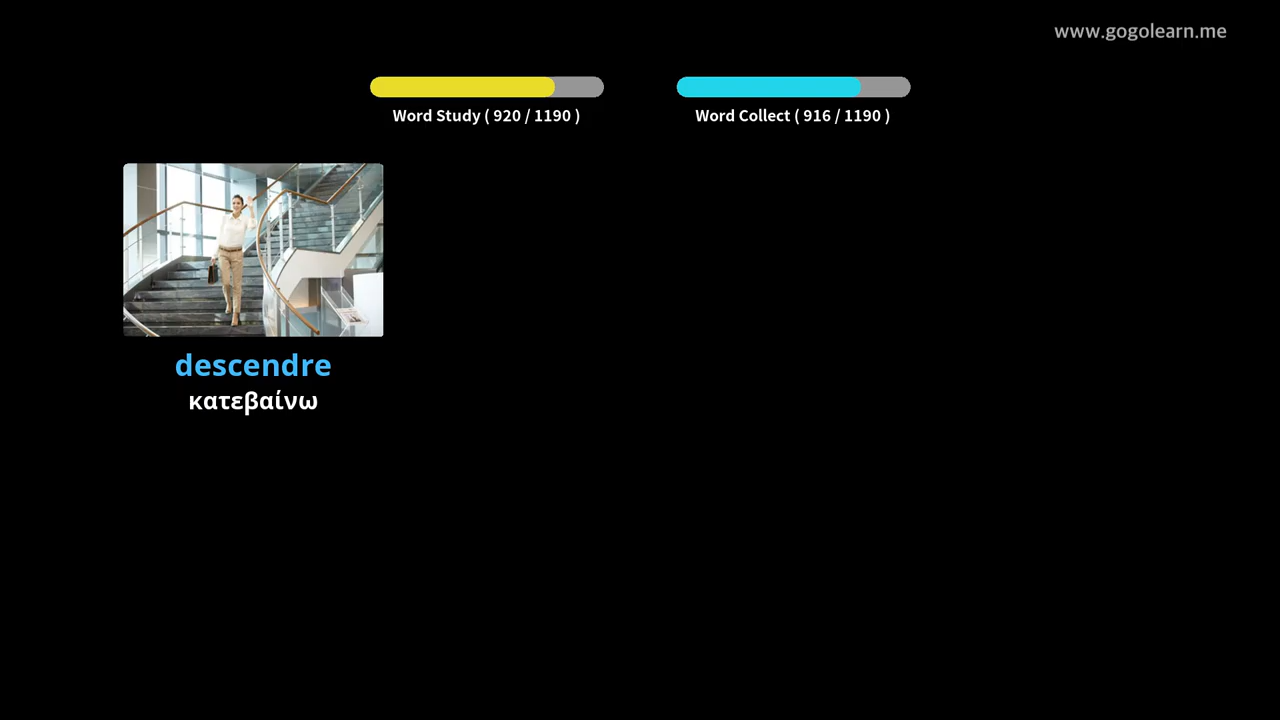 www.gogolearn.me
Word Study ( 920 / 1190 )
Word Collect ( 916 / 1190 )
descendre
κατεβαίνω